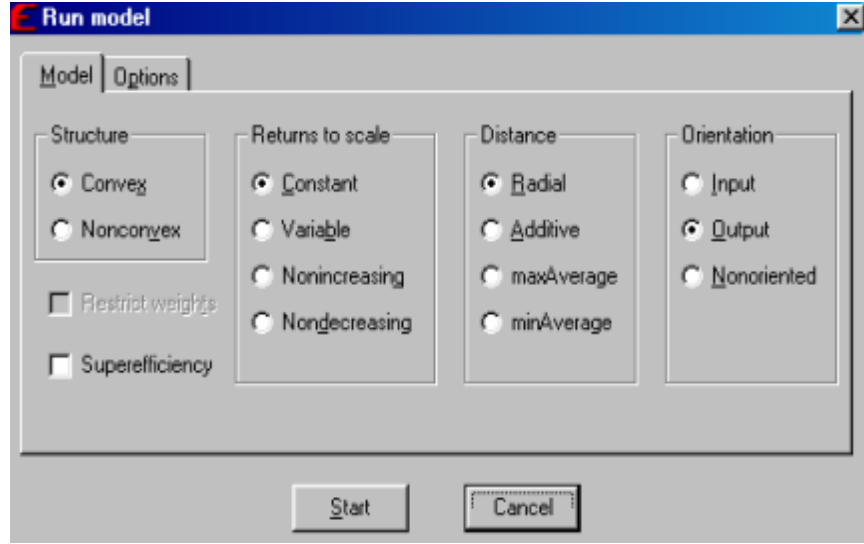 Run model
Model Options
Structure
Convex
Nonconvex
Restrict weights
Superefficiency
Returns to scale
Constant
Variable
Nonincreasing
Nondecreasing
Distance
Radial
Additive
maxAverage
minAverage
Orientation
Input
Output
Nonoriented
Start Cancel